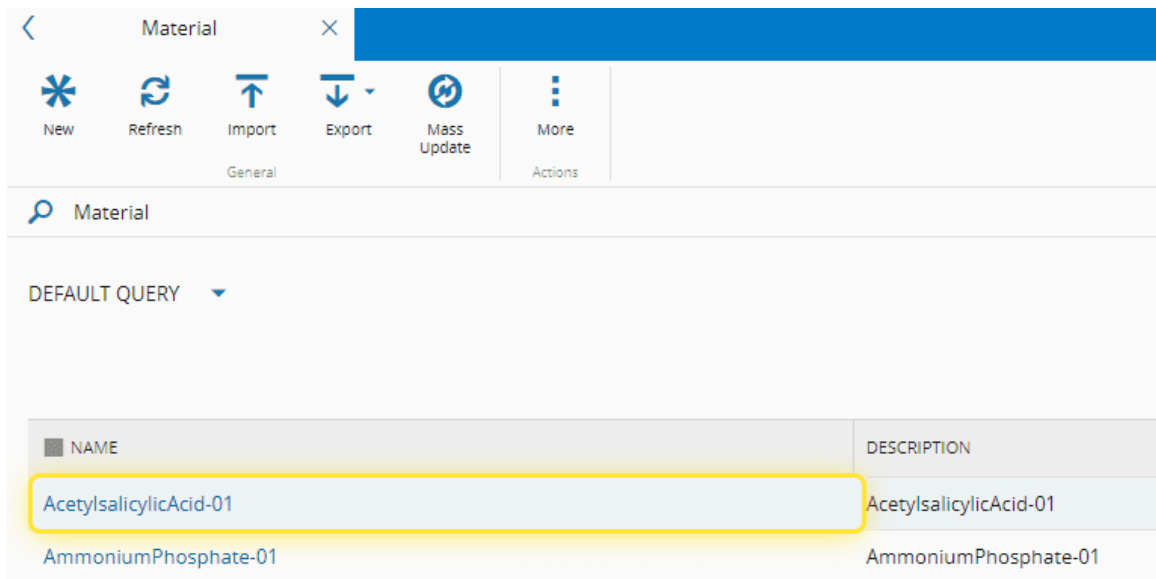 Material
New
Refresh
Import
Export
Mass
Update
More
General
Actions
Material
DEFAULT QUERY
NAME
DESCRIPTION
AcetylsalicylicAcid-01
AcetylsalicylicAcid-01
AmmoniumPhosphate-01
AmmoniumPhosphate-01